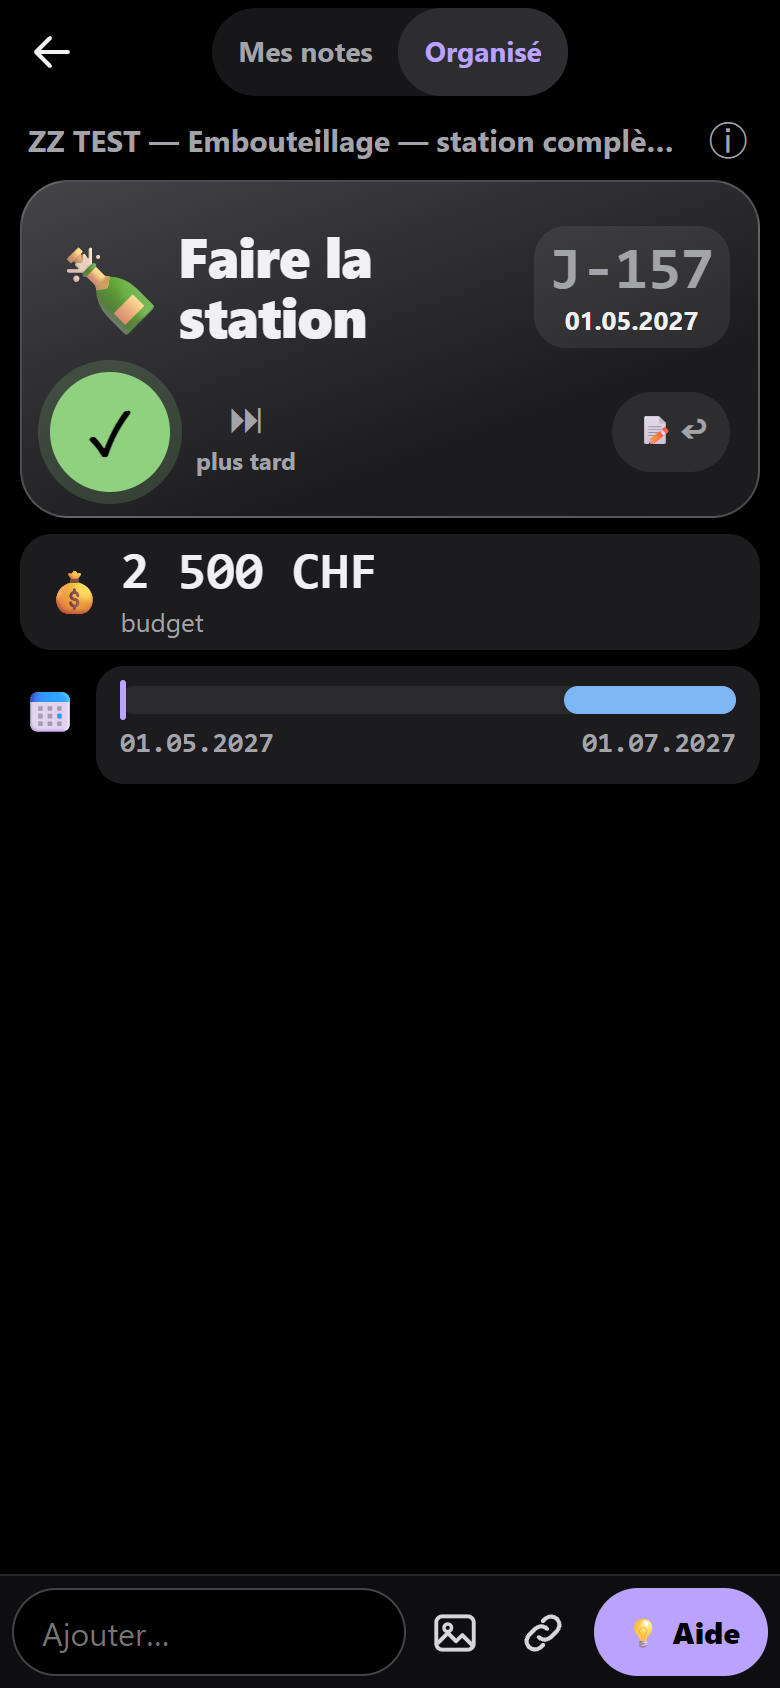 Mes notes
Organisé
ZZ TEST — Embouteillage — station complè...
Faire la
station
J-157
01.05.2027
plus tard
2 500 CHF
budget
01.05.2027
01.07.2027
Ajouter...
Aide